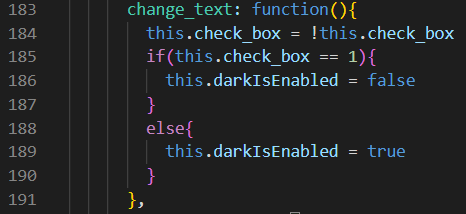 183 change_text: function(){
184 this.check_box = !this.check_box
185 if(this.check_box == 1){
186 this.darkIsEnabled = false
187 }
188 else{
189 this.darkIsEnabled = true
190 }
191 },